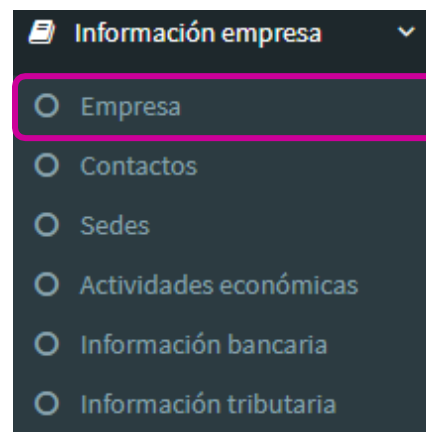 Información empresa
Empresa
Contactos
Sedes
Actividades económicas
Información bancaria
Información tributaria